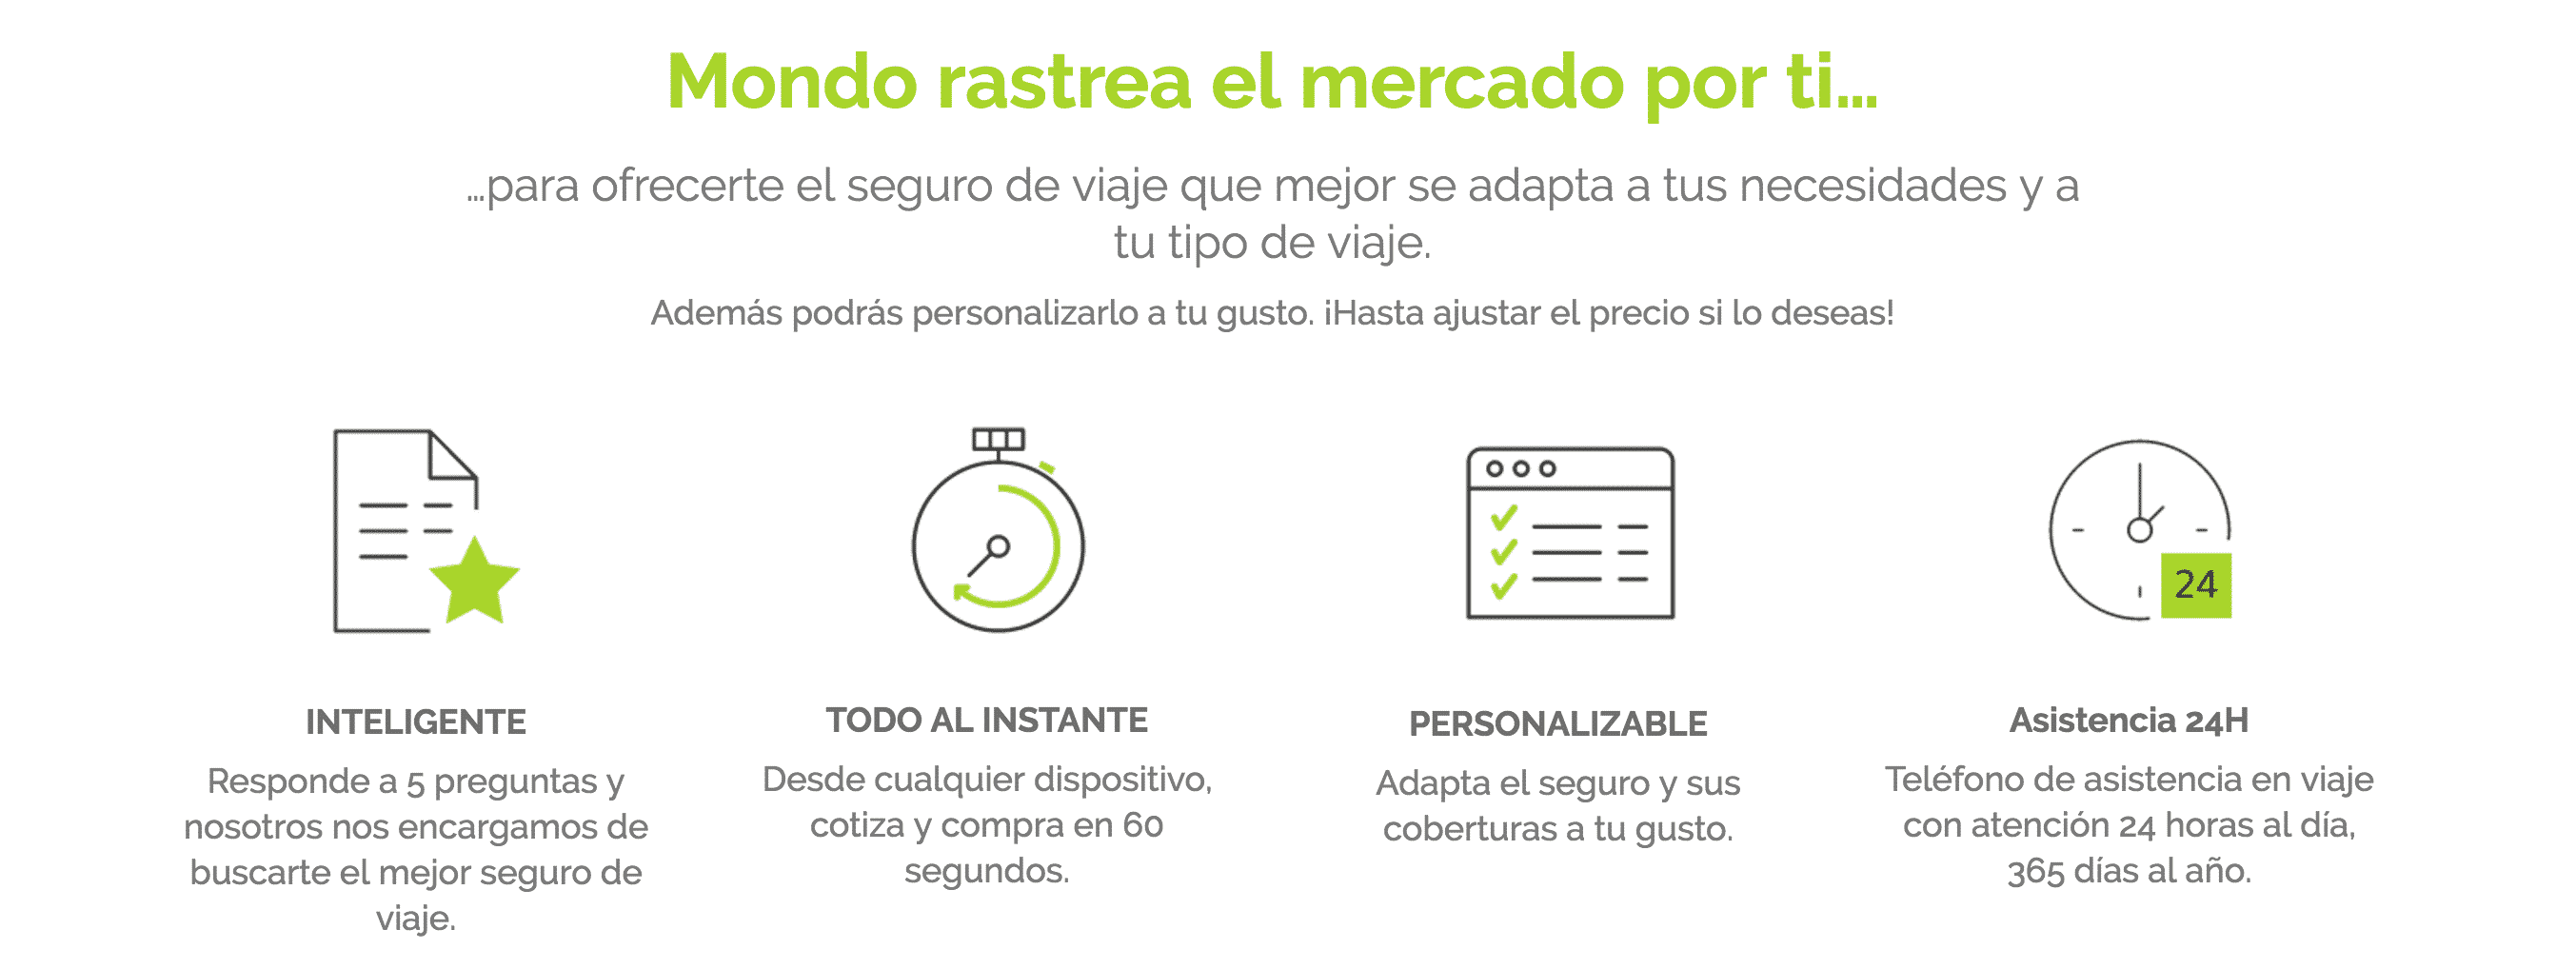 Mondo rastrea el mercado por ti...
...para ofrecerte el seguro de viaje que mejor se adapta a tus necesidades y a
tu tipo de viaje.
Además podrás personalizarlo a tu gusto. ¡Hasta ajustar el precio si lo deseas!
24
INTELIGENTE
Responde a 5 preguntas y
nosotros nos encargamos de
buscarte el mejor seguro de
viaje.
TODO AL INSTANTE
Desde cualquier dispositivo,
cotiza y compra en 60
segundos.
PERSONALIZABLE
Adapta el seguro y sus
coberturas a tu gusto.
Asistencia 24H
Teléfono de asistencia en viaje
con atención 24 horas al día,
365 días al año.